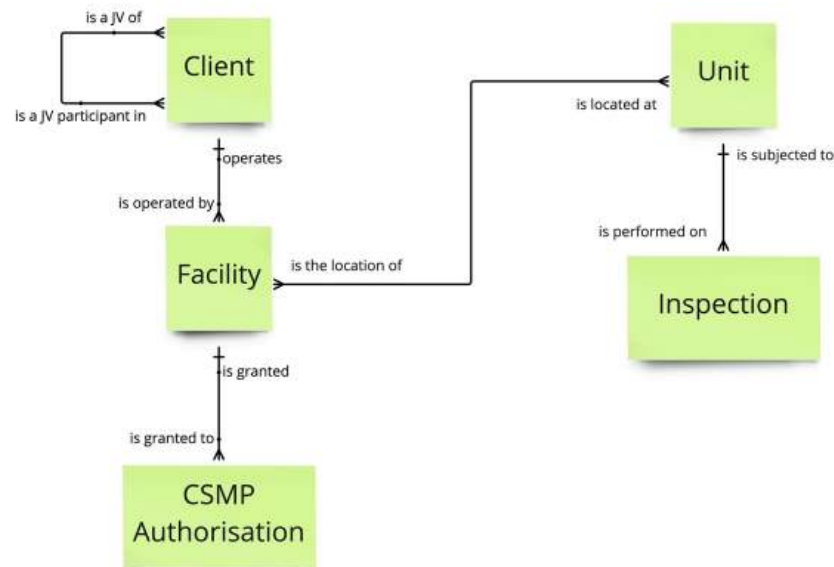 is a JV of
Client
Unit
is located at
is a JV participant in
operates
is subjected to
is operated by
is performed on
Facility
is the location of
Inspection
is granted
is granted to
CSMP
Authorisation